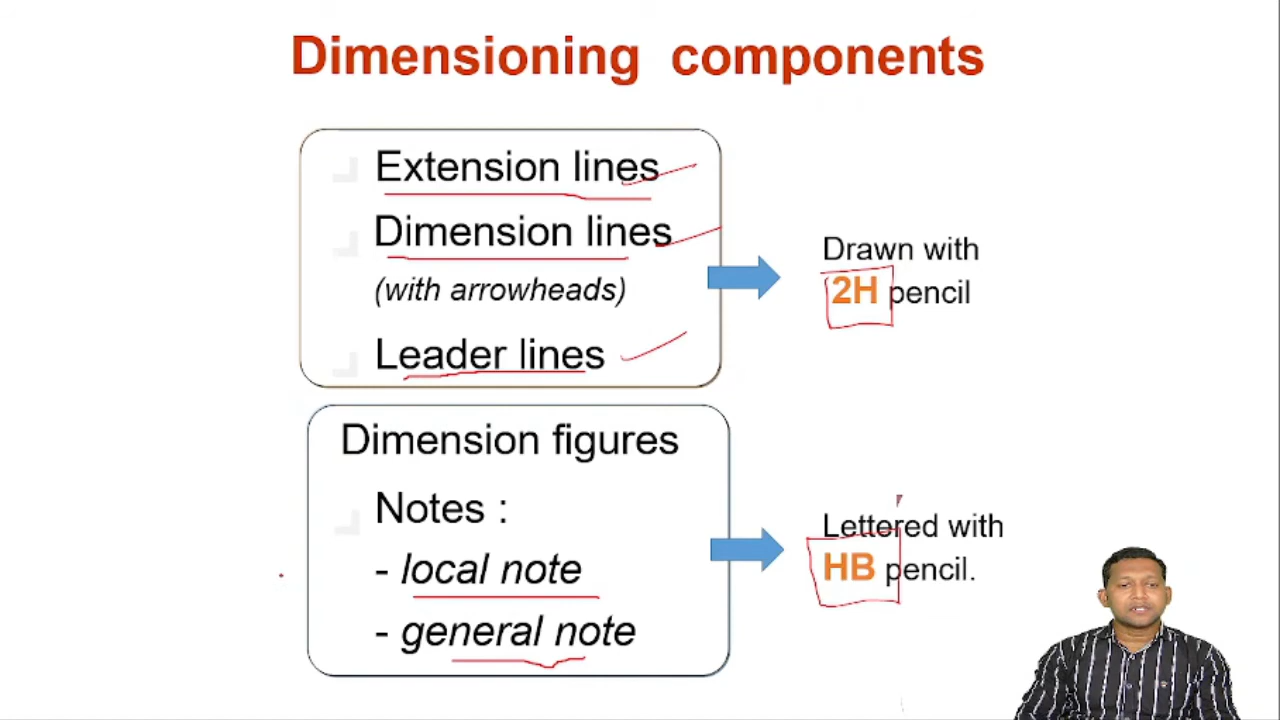 Dimensioning components
Extension lines
Dimension lines
(with arrowheads)
Leader lines
Drawn with
2H pencil
Dimension figures
Notes :
- local note
- general note
Lettered with
HB pencil.